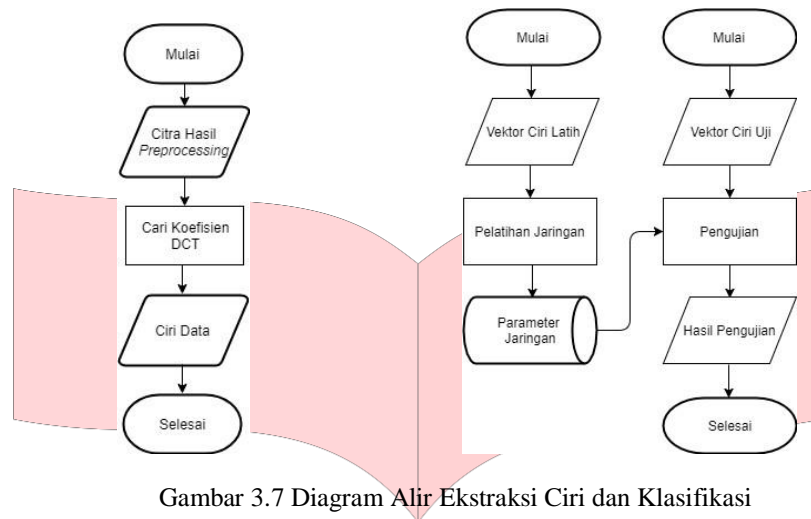 Mulai
Citra Hasil
Preprocessing
Cari Koefisien
DCT
Ciri Data
Selesai
Mulai
Vektor Ciri Latih
Pelatihan Jaringan
Parameter
Jaringan
Mulai
Vektor Ciri Uji
Pengujian
Hasil Pengujian
Selesai
Gambar 3.7 Diagram Alir Ekstraksi Ciri dan Klasifikasi